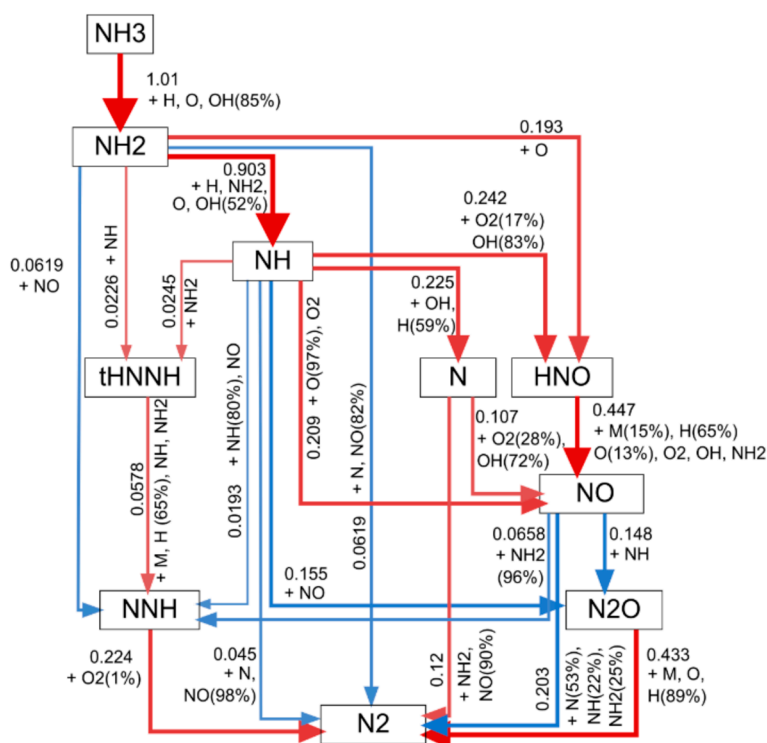 NH3
1.01
+ H, O, OH(85%)
NH2
0.193
+ O
0.903
+ H, NH2,
O, OH(52%)
0.242
+ O2(17%)
OH(83%)
NH
0.0619
+ NO
0.0226 + NH
0.0245
+ NH2
0.225
+ OH,
H(59%)
tHNNH
N
HNO
0.0578
+ M, H (65%), NH, NH2
0.0193 + NH(80%), NO
0.209 + O(97%), O2
0.0619 + N, NO(82%)
0.107
+ O2(28%),
OH(72%)
0.447
+ M(15%), H(65%)
O(13%), O2, OH, NH2
NO
0.155
+ NO
0.0658
+ NH2
(96%)
0.148
+ NH
NNH
N2O
0.224
+ O2(1%)
0.045
+ N,
NO(98%)
0.12
+ NH2,
NO(90%)
0.203
+ N(53%),
NH(22%),
NH2(25%)
0.433
+ M, O,
H(89%)
N2